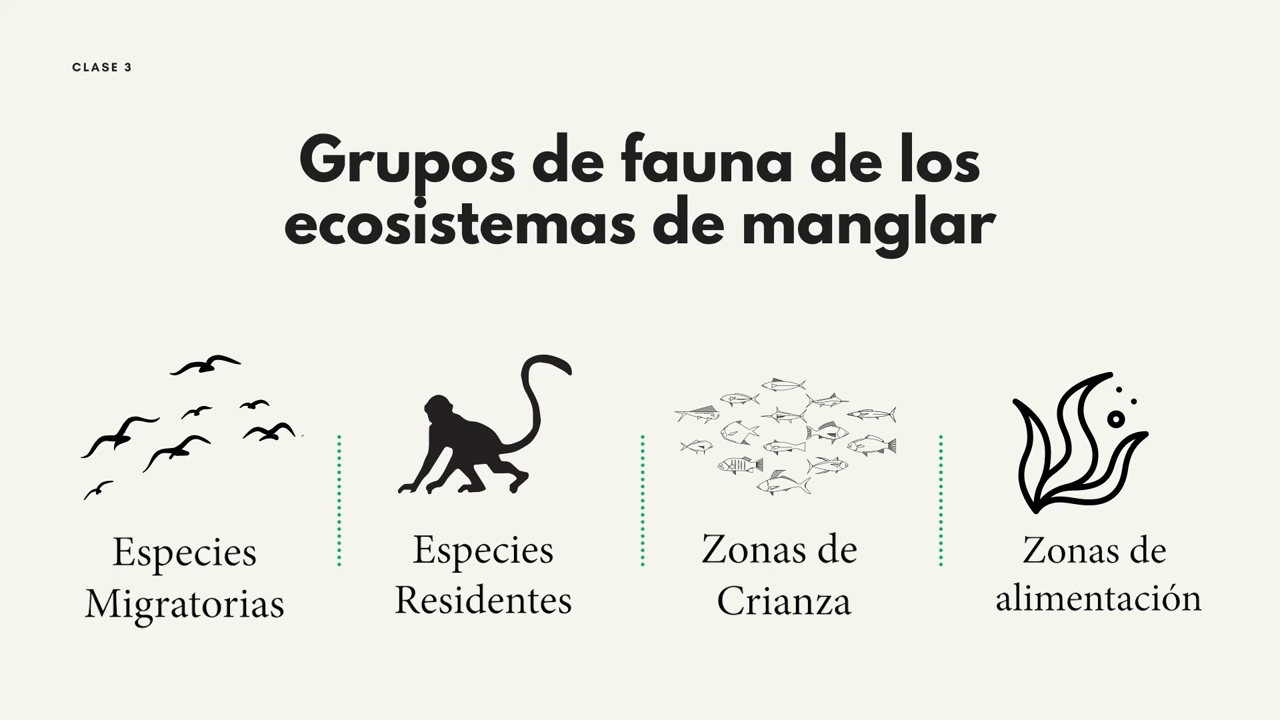 CLASE 3
Grupos de fauna de los
ecosistemas de manglar
Especies
Migratorias
Especies
Residentes
Zonas de
Crianza
Zonas de
alimentación